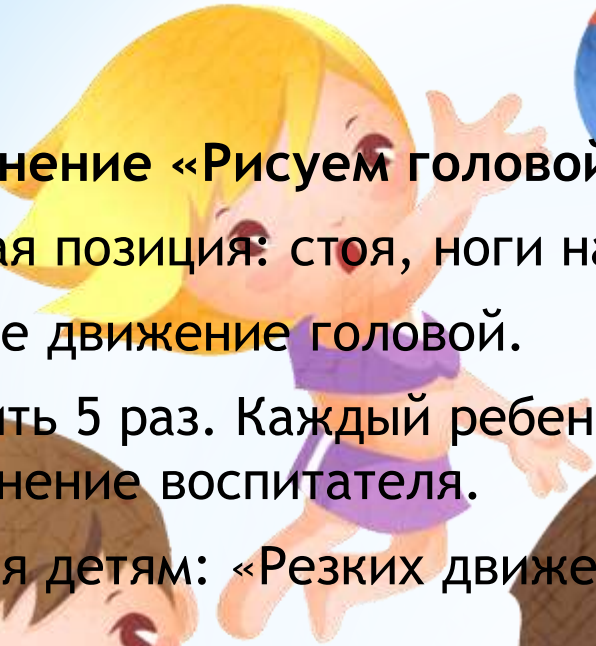 нение «Рисуем головой
ая позиция: стоя, ноги на
е движение головой.
ить 5 раз. Каждый ребен
нение воспитателя.
я детям: «Резких движе